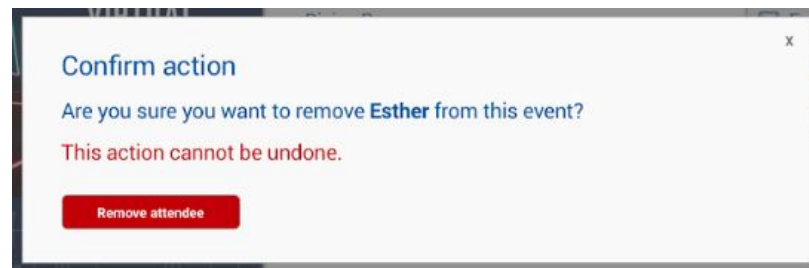 VIRTUAL
x
Confirm action
Are you sure you want to remove Esther from this event?
This action cannot be undone.
Remove attendee